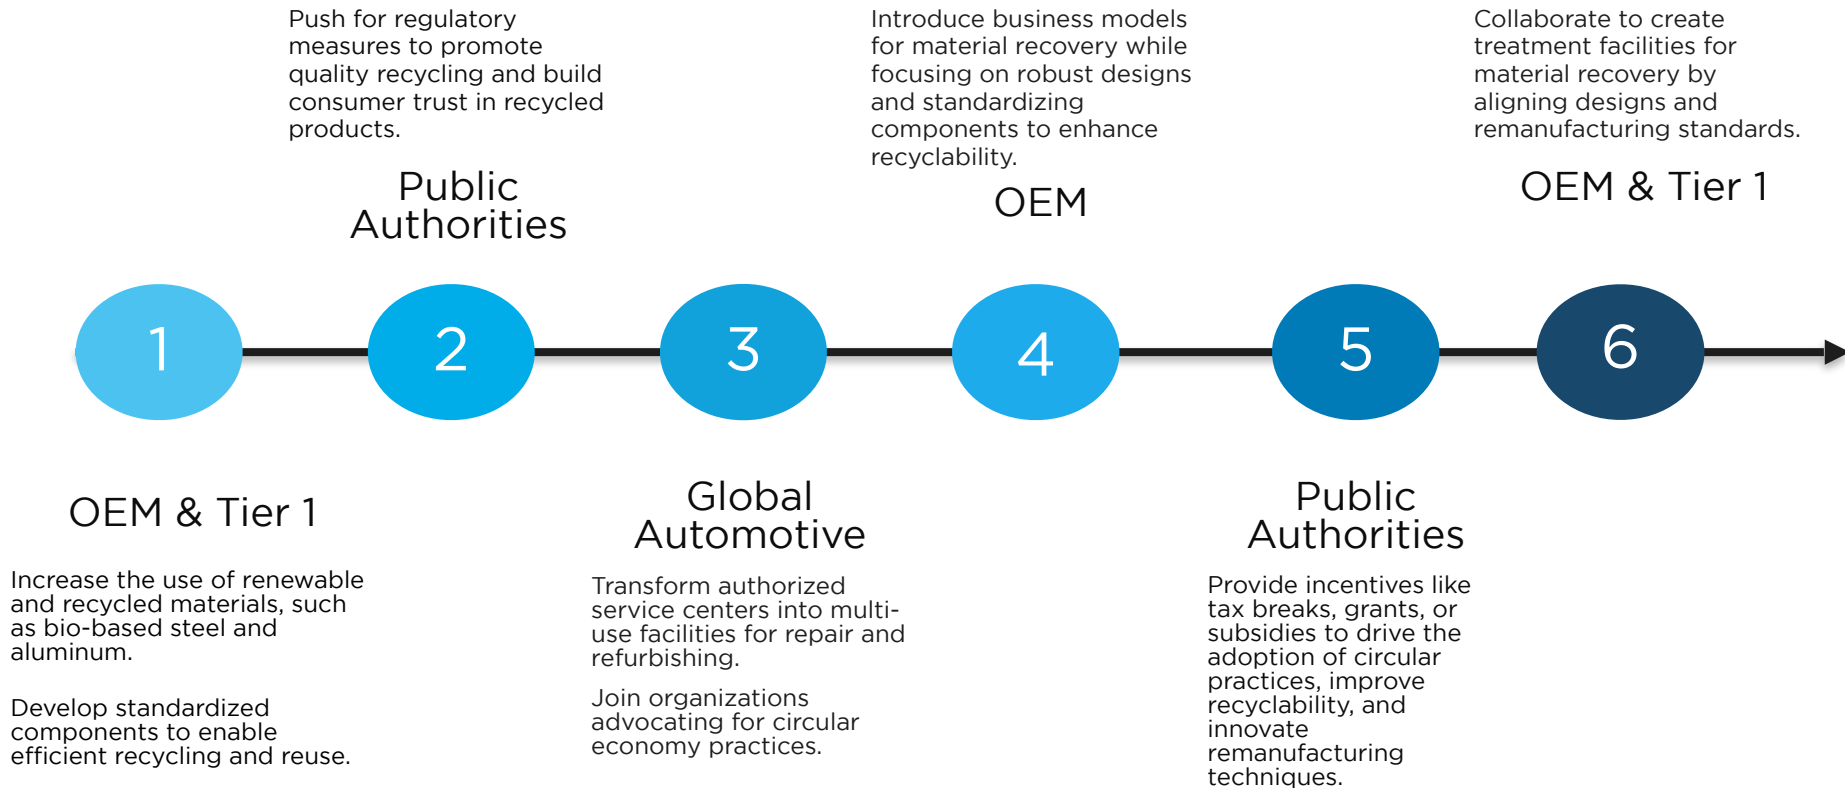 Push for regulatory
measures to promote
quality recycling and build
consumer trust in recycled
products.
Public
Authorities
Introduce business models
for material recovery while
focusing on robust designs
and standardizing
components to enhance
recyclability.
OEM
Collaborate to create
treatment facilities for
material recovery by
aligning designs and
remanufacturing standards.
OEM & Tier 1
1
2
3
4
5
6
OEM & Tier 1
Increase the use of renewable
and recycled materials, such
as bio-based steel and
aluminum.
Develop standardized
components to enable
efficient recycling and reuse.
Global
Automotive
Transform authorized
service centers into multi-
use facilities for repair and
refurbishing.
Join organizations
advocating for circular
economy practices.
Public
Authorities
Provide incentives like
tax breaks, grants, or
subsidies to drive the
adoption of circular
practices, improve
recyclability, and
innovate
remanufacturing
techniques.